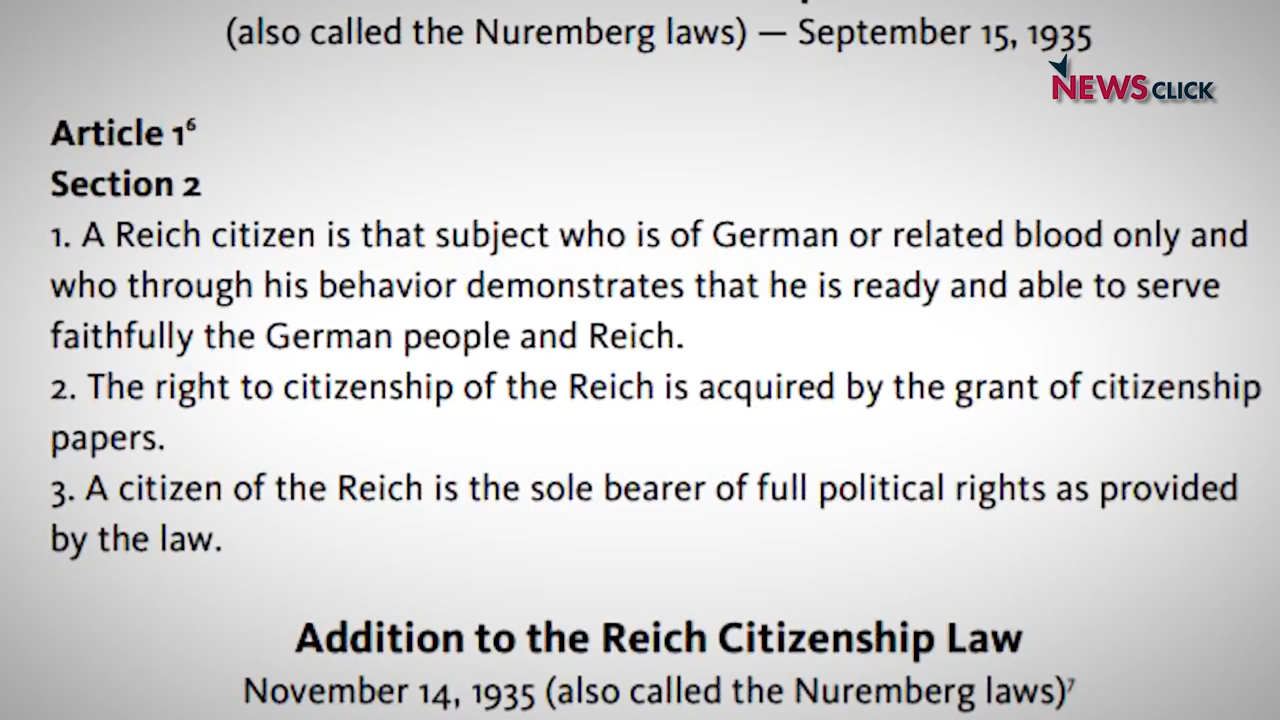 (also called the Nuremberg laws) — September 15, 1935
NEWSCLICK
Article 1⁶
Section 2
1. A Reich citizen is that subject who is of German or related blood only and
who through his behavior demonstrates that he is ready and able to serve
faithfully the German people and Reich.
2. The right to citizenship of the Reich is acquired by the grant of citizenship
papers.
3. A citizen of the Reich is the sole bearer of full political rights as provided
by the law.
Addition to the Reich Citizenship Law
November 14, 1935 (also called the Nuremberg laws)⁷